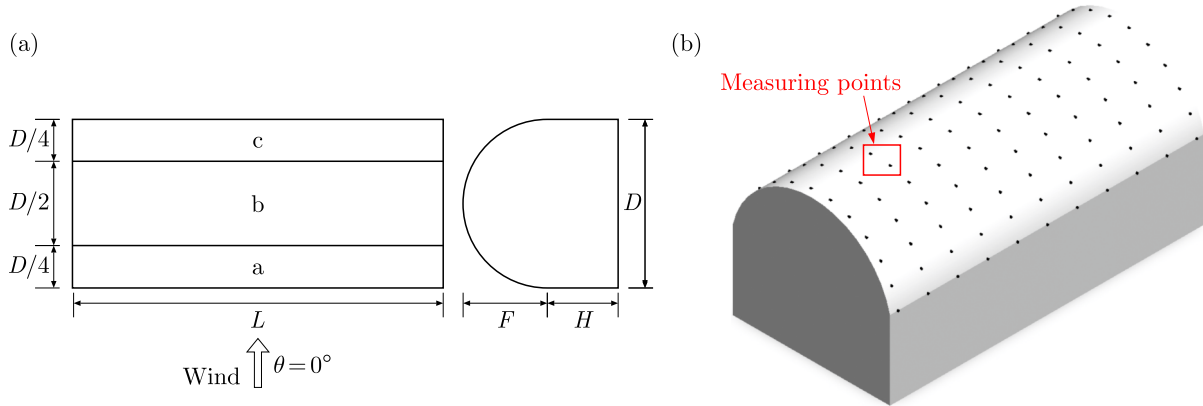 (a)
D/4
D/2
D/4
c
b
a
D
L
F
H
Wind
θ=0°
(b)
Measuring points